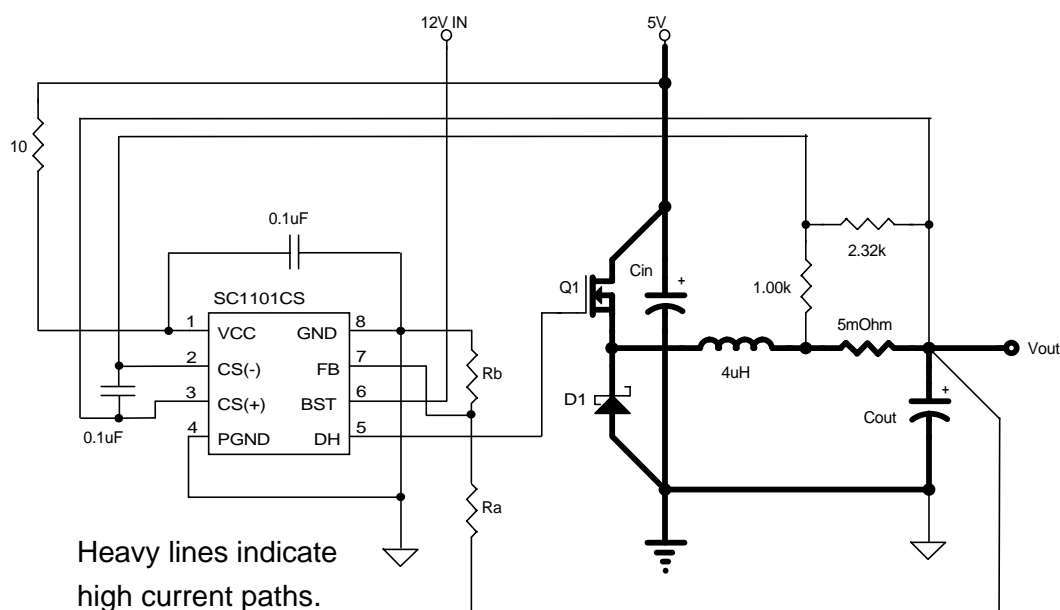 12V IN
5V
10
0.1uF
2.32k
Cin
+
1.00k
Q1
SC1101CS
5mOhm
1 VCC GND 8
Vout
2 CS(-) FB 7
4uH
Rb
3 CS(+) BST 6
D1
+
Cout
0.1uF
4 PGND DH 5
Ra
Heavy lines indicate
high current paths.